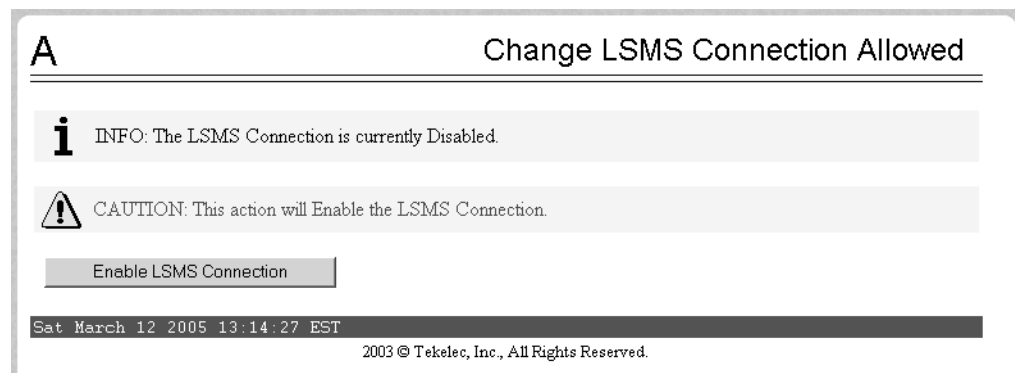 A
Change LSMS Connection Allowed
INFO: The LSMS Connection is currently Disabled.
CAUTION: This action will Enable the LSMS Connection.
Enable LSMS Connection
Sat March 12 2005 13:14:27 EST
2003 © Tekelec, Inc., All Rights Reserved.